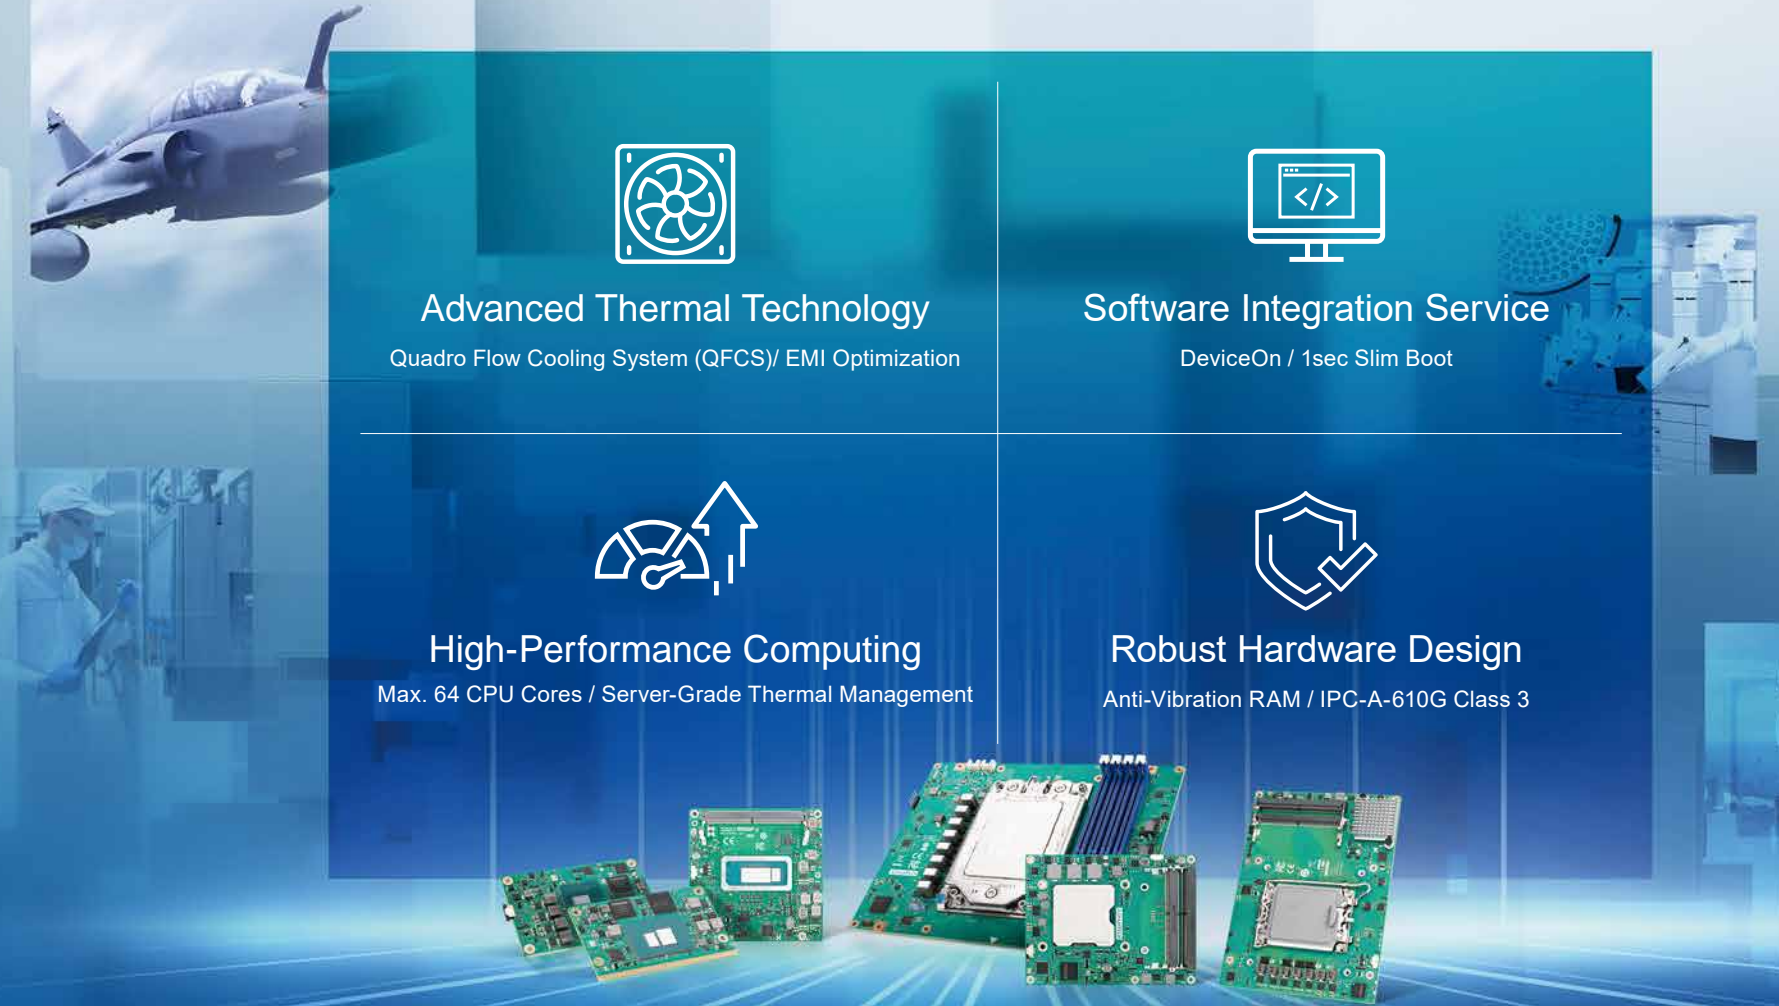 Advanced Thermal Technology
Quadro Flow Cooling System (QFCS)/ EMI Optimization
Software Integration Service
DeviceOn / 1sec Slim Boot
High-Performance Computing
Max. 64 CPU Cores / Server-Grade Thermal Management
Robust Hardware Design
Anti-Vibration RAM / IPC-A-610G Class 3